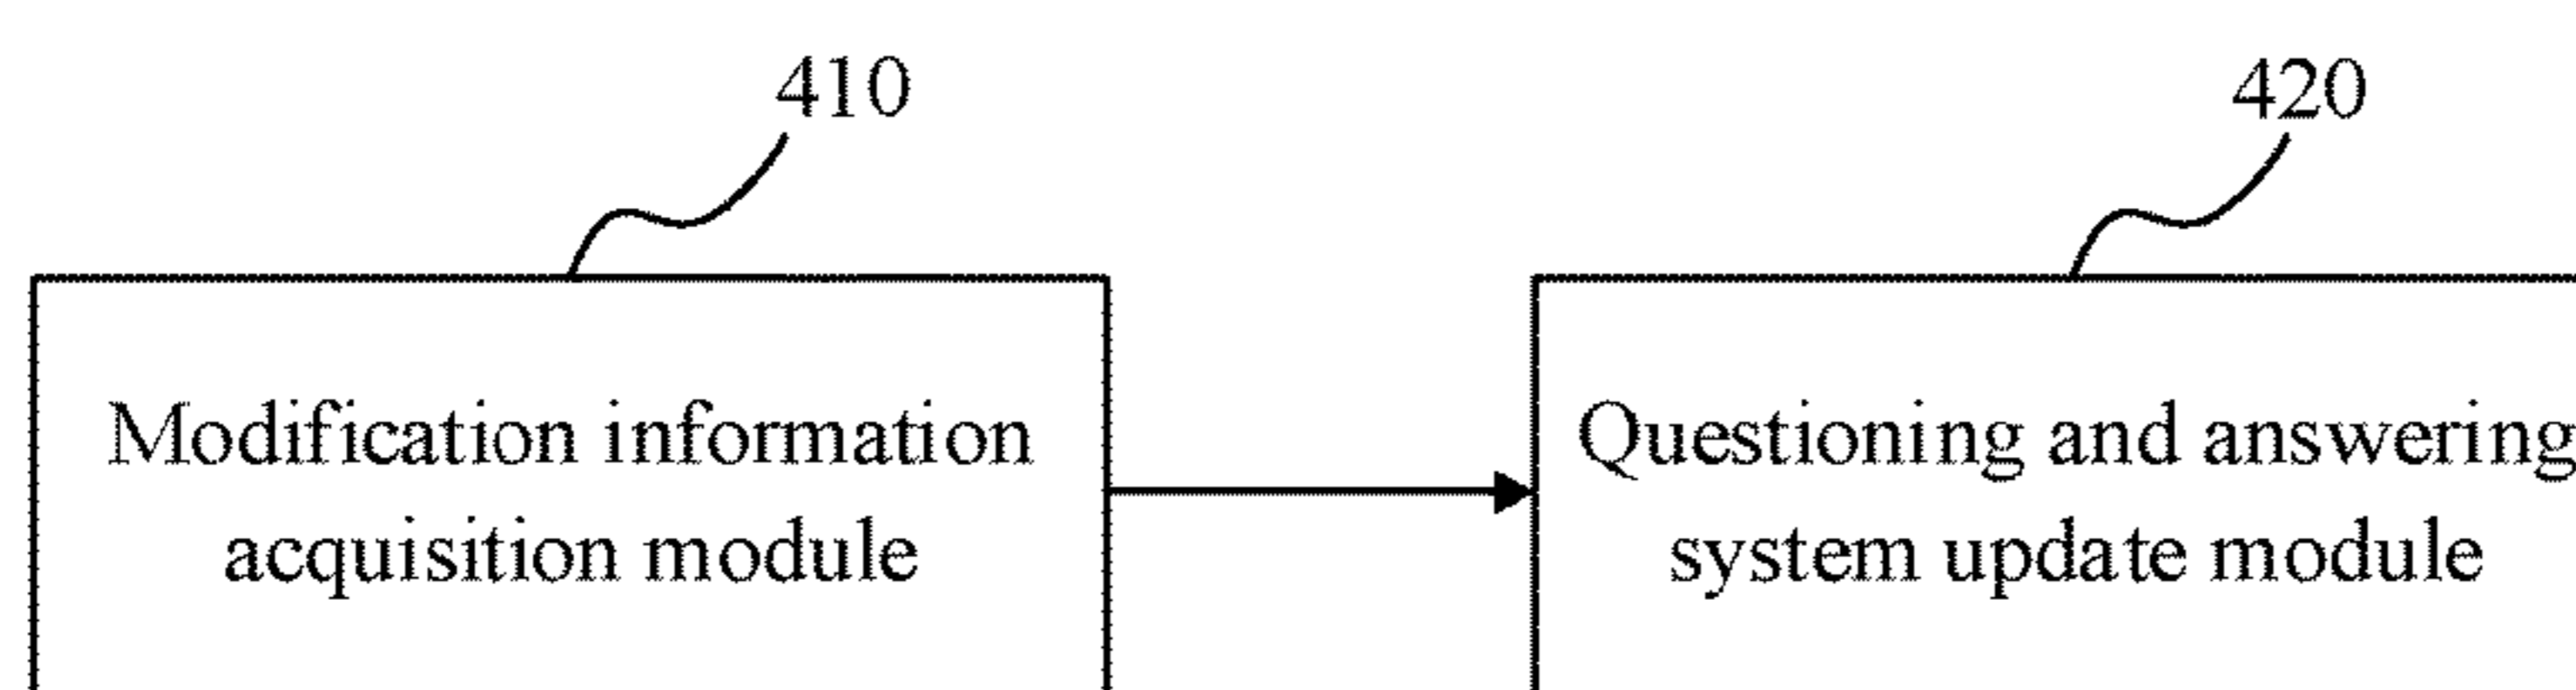 410
420
Modification information
acquisition module
Questioning and answering
system update module